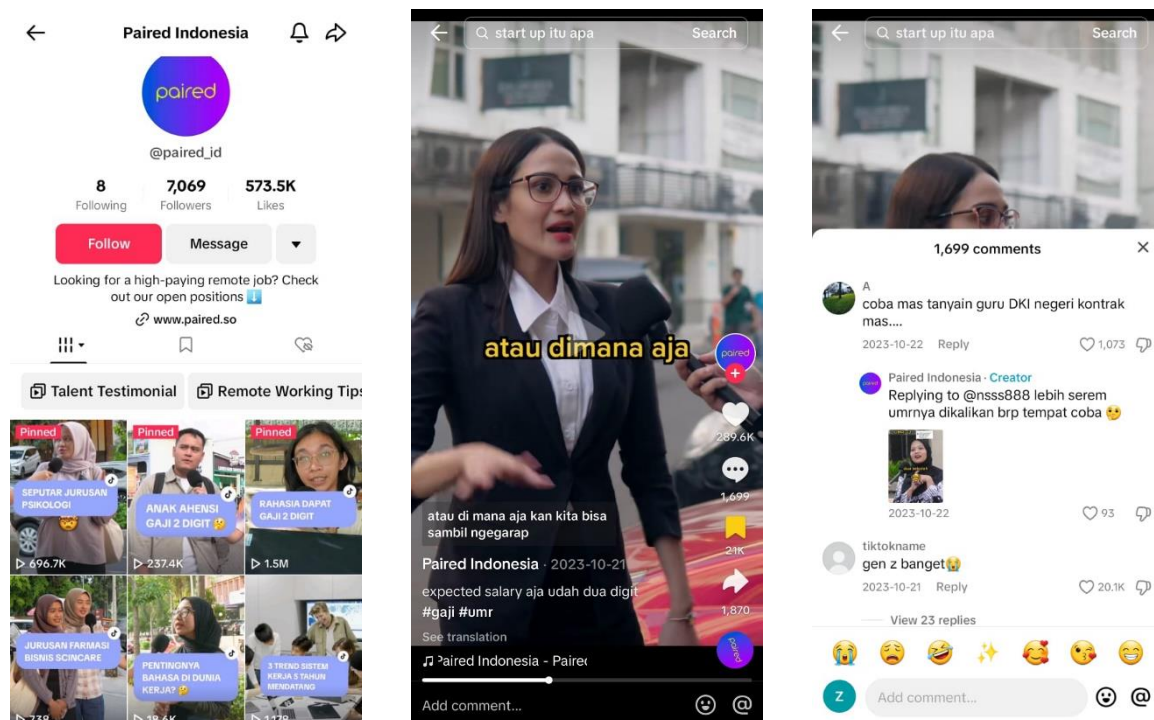 Paired Indonesia
paired
@paired_id
8
7,069
573.5K
Following
Followers
Likes
Follow
Message
Looking for a high-paying remote job? Check
out our open positions ⬇️
www.paired.so
Talent Testimonial
Remote Working Tips
Pinned
Pinned
Pinned
SEPUTAR JURUSAN
PSIKOLOGI
ANAK AHENSI
GAJI 2 DIGIT 🤔
RAHASIA DAPAT
GAJI 2 DIGIT
696.7K
237.4K
1.5M
JURUSAN FARMASI
BISNIS SCINCARE
PENTINGNYA
BAHASA DI DUNIA
KERJA? 🤔
3 TREND SISTEM
KERJA 5 TAHUN
MENDATANG
738
18.6K
1,178
start up itu apa
Search
atau dimana aja
paired
289.6K
1,699
21K
1,870
atau di mana aja kan kita bisa
sambil ngegarap
Paired Indonesia · 2023-10-21
expected salary aja udah dua digit
#gaji #umr
See translation
Paired Indonesia - Paired
paired
Add comment...
start up itu apa
Search
1,699 comments
A
coba mas tanyain guru DKI negeri kontrak
mas....
2023-10-22 Reply
1,073
Paired Indonesia · Creator
Replying to @nsss888 lebih serem
umrnya dikalikan brp tempat coba 🤔
2023-10-22
93
tiktokname
gen z banget😭
2023-10-21 Reply
20.1K
View 23 replies
😭 😩 🤣 ✨ 🥰 😘 😁
Z
Add comment...